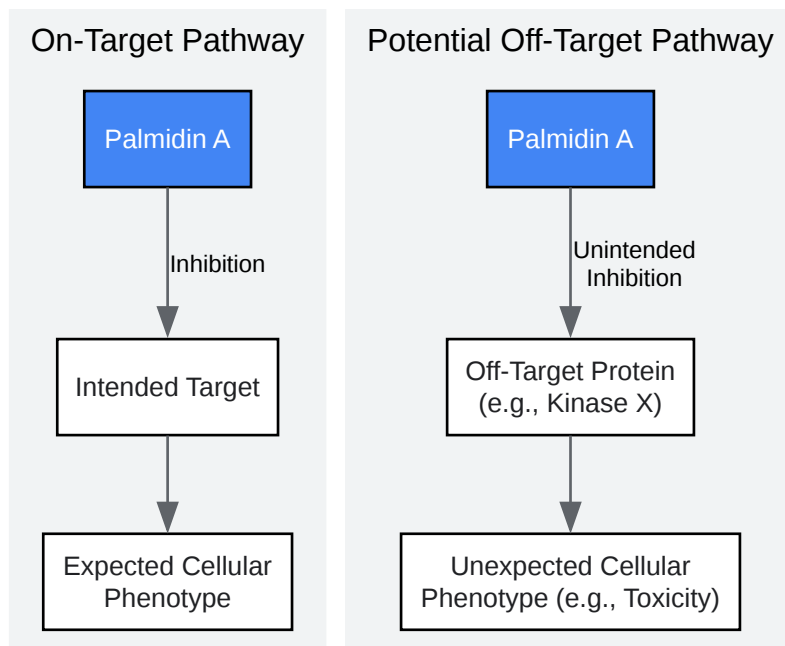 On-Target Pathway
Palmidin A
Inhibition
Intended Target
Expected Cellular
Phenotype
Potential Off-Target Pathway
Palmidin A
Unintended
Inhibition
Off-Target Protein
(e.g., Kinase X)
Unexpected Cellular
Phenotype (e.g., Toxicity)